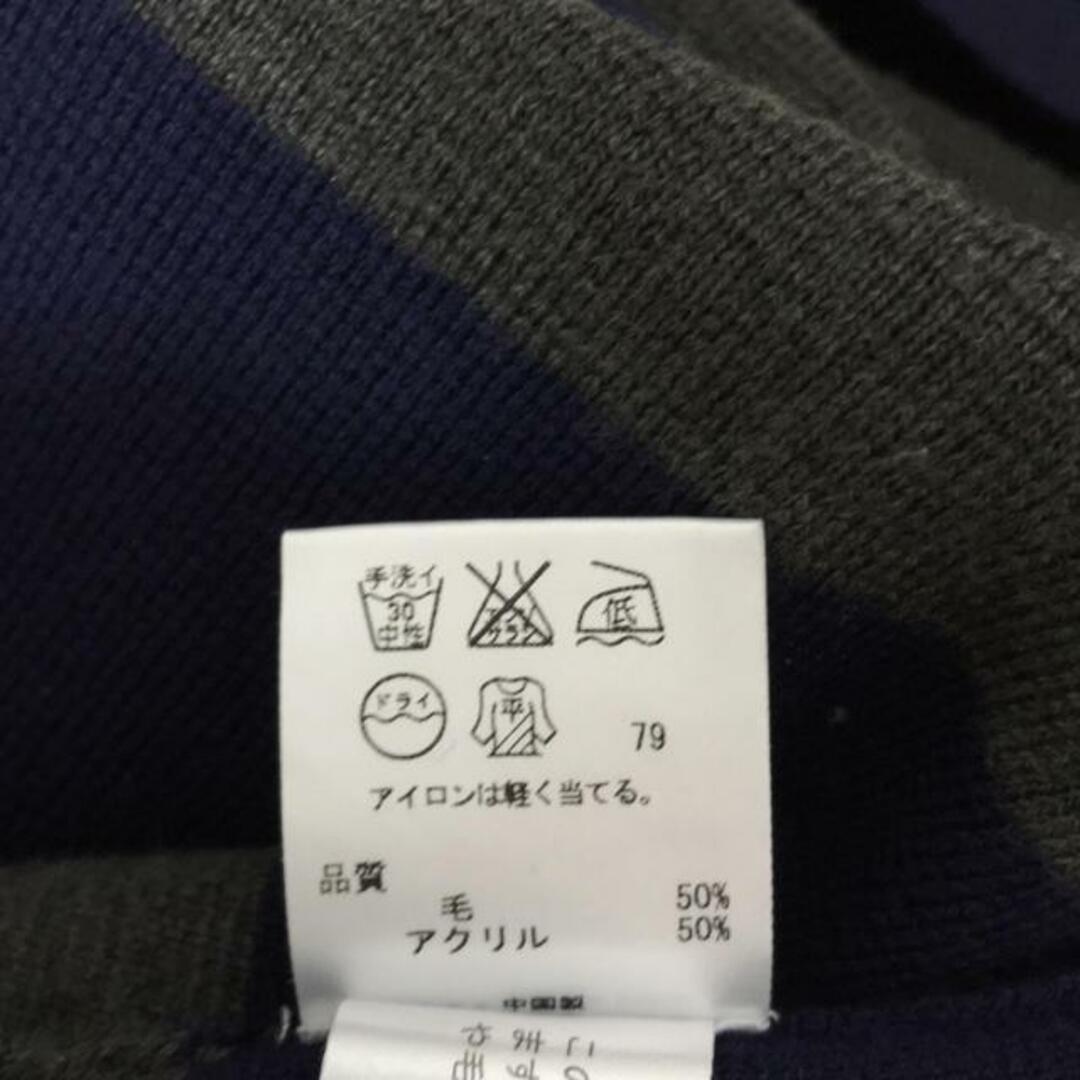 手洗イ
30
中性
低
ドライ
平
79
アイロンは軽く当てる。
品質
毛 50%
アクリル 50%
中国製